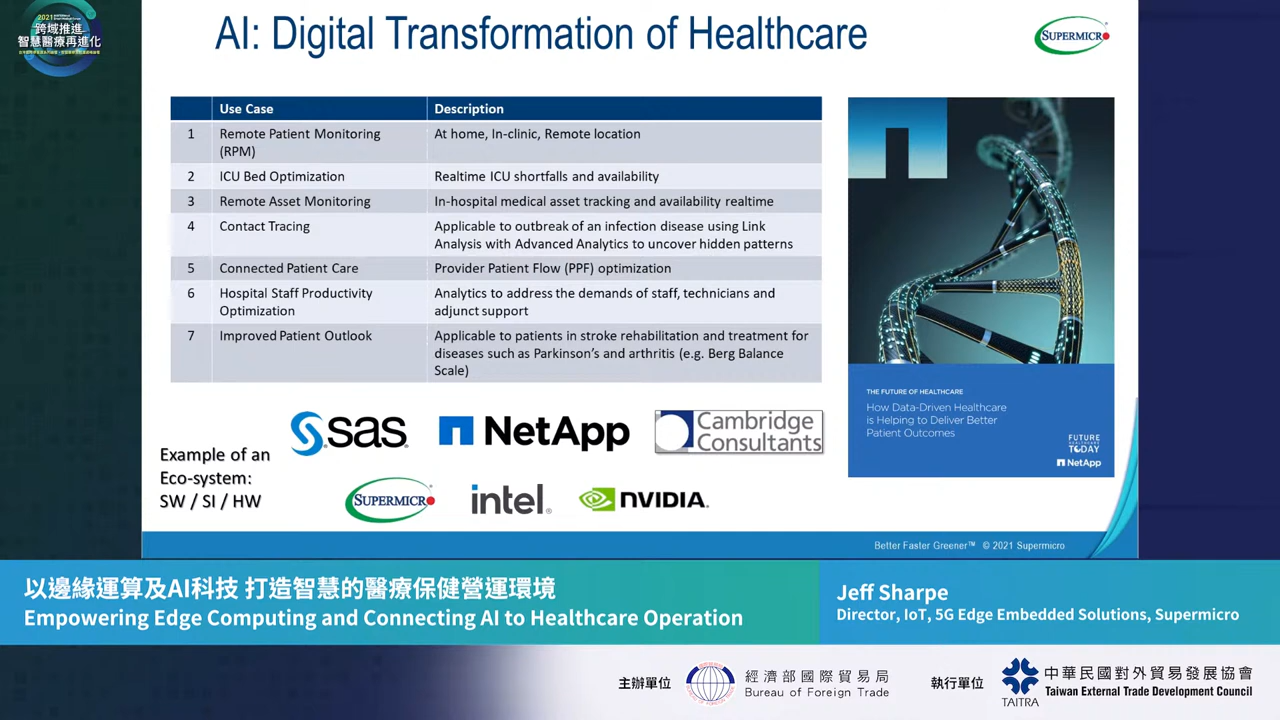 2021
跨域推進
智慧醫療再進化
AI: Digital Transformation of Healthcare
SUPERMICRO
Use Case Description
1 Remote Patient Monitoring (RPM) At home, In-clinic, Remote location
2 ICU Bed Optimization Realtime ICU shortfalls and availability
3 Remote Asset Monitoring In-hospital medical asset tracking and availability realtime
4 Contact Tracing Applicable to outbreak of an infection disease using Link
Analysis with Advanced Analytics to uncover hidden patterns
5 Connected Patient Care Provider Patient Flow (PPF) optimization
6 Hospital Staff Productivity Optimization Analytics to address the demands of staff, technicians and
adjunct support
7 Improved Patient Outlook Applicable to patients in stroke rehabilitation and treatment for
diseases such as Parkinson's and arthritis (e.g. Berg Balance
Scale)
THE FUTURE OF HEALTHCARE
How Data-Driven Healthcare
is Helping to Deliver Better
Patient Outcomes
FUTURE
HEALTHCARE
TODAY
NetApp
Example of an
Eco-system:
SW / SI / HW
sas
NetApp
Cambridge
Consultants
SUPERMICRO
intel
NVIDIA
Better Faster Greener™ © 2021 Supermicro
以邊緣運算及AI科技 打造智慧的醫療保健營運環境
Empowering Edge Computing and Connecting AI to Healthcare Operation
Jeff Sharpe
Director, IoT, 5G Edge Embedded Solutions, Supermicro
主辦單位
經濟部國際貿易局
Bureau of Foreign Trade
執行單位
TAITRA
中華民國對外貿易發展協會
Taiwan External Trade Development Council